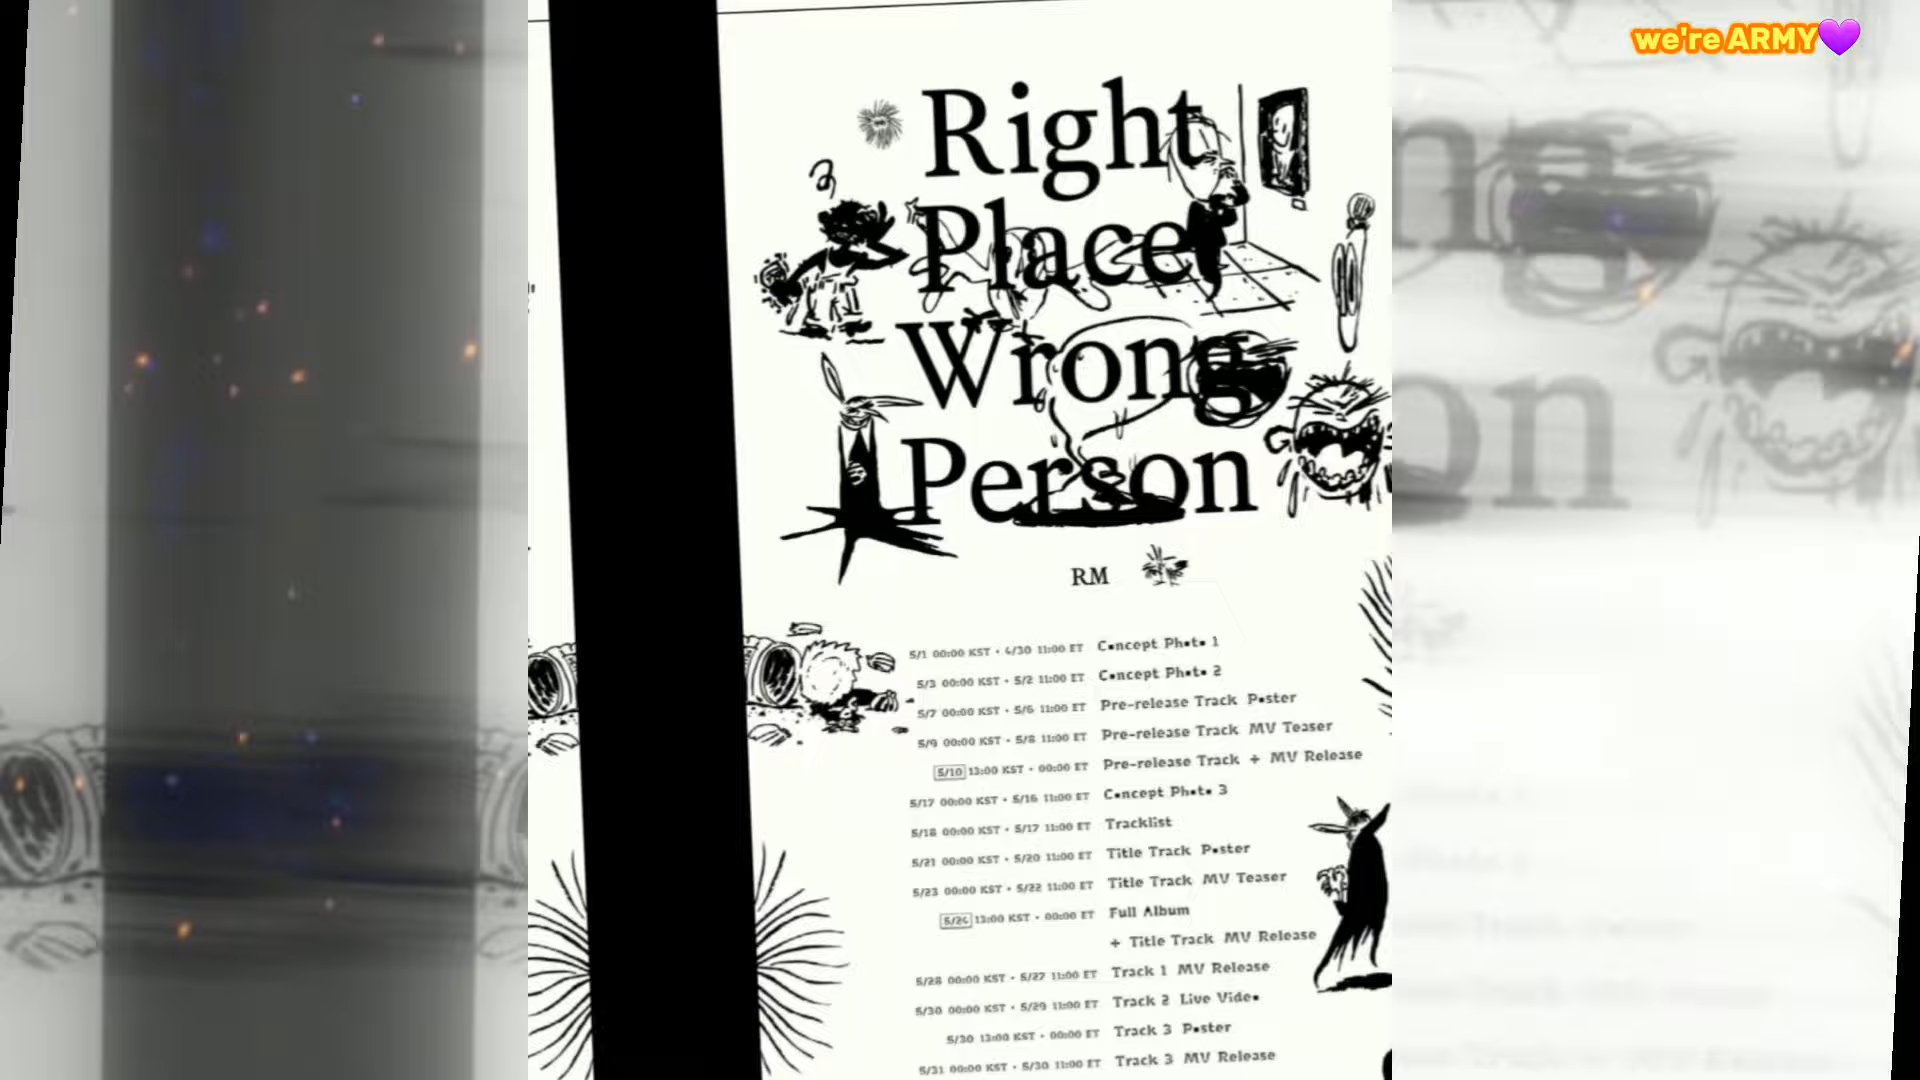 we're ARMY💜
Right
Place,
Wrong
Person
RM
5/1 00:00 KST • 4/30 11:00 ET Concept Photo 1
5/3 00:00 KST • 5/2 11:00 ET Concept Photo 2
5/7 00:00 KST • 5/6 11:00 ET Pre-release Track Poster
5/9 00:00 KST • 5/8 11:00 ET Pre-release Track MV Teaser
5/10 13:00 KST • 00:00 ET Pre-release Track + MV Release
5/17 00:00 KST • 5/16 11:00 ET Concept Photo 3
5/18 00:00 KST • 5/17 11:00 ET Tracklist
5/21 00:00 KST • 5/20 11:00 ET Title Track Poster
5/23 00:00 KST • 5/22 11:00 ET Title Track MV Teaser
5/24 13:00 KST • 00:00 ET Full Album
+ Title Track MV Release
5/28 00:00 KST • 5/27 11:00 ET Track 1 MV Release
5/30 00:00 KST • 5/29 11:00 ET Track 2 Live Video
5/30 13:00 KST • 00:00 ET Track 3 Poster
5/31 00:00 KST • 5/30 11:00 ET Track 3 MV Release